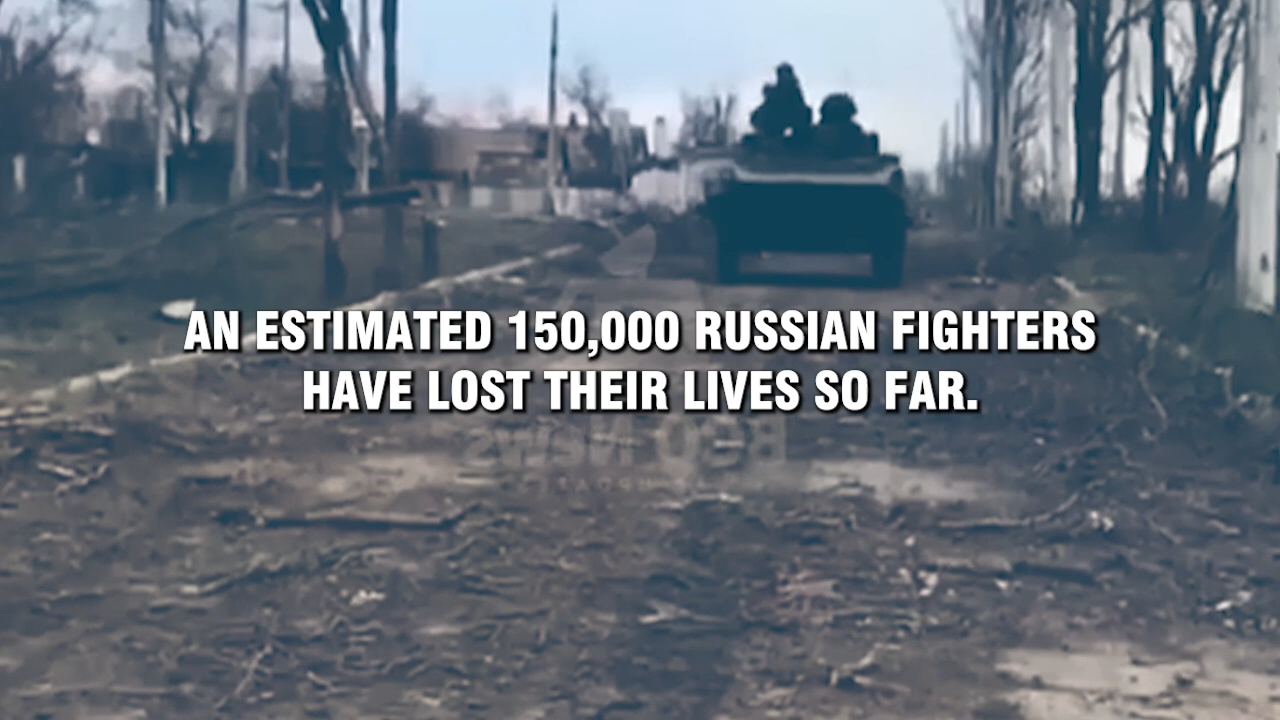 AN ESTIMATED 150,000 RUSSIAN FIGHTERS
HAVE LOST THEIR LIVES SO FAR.